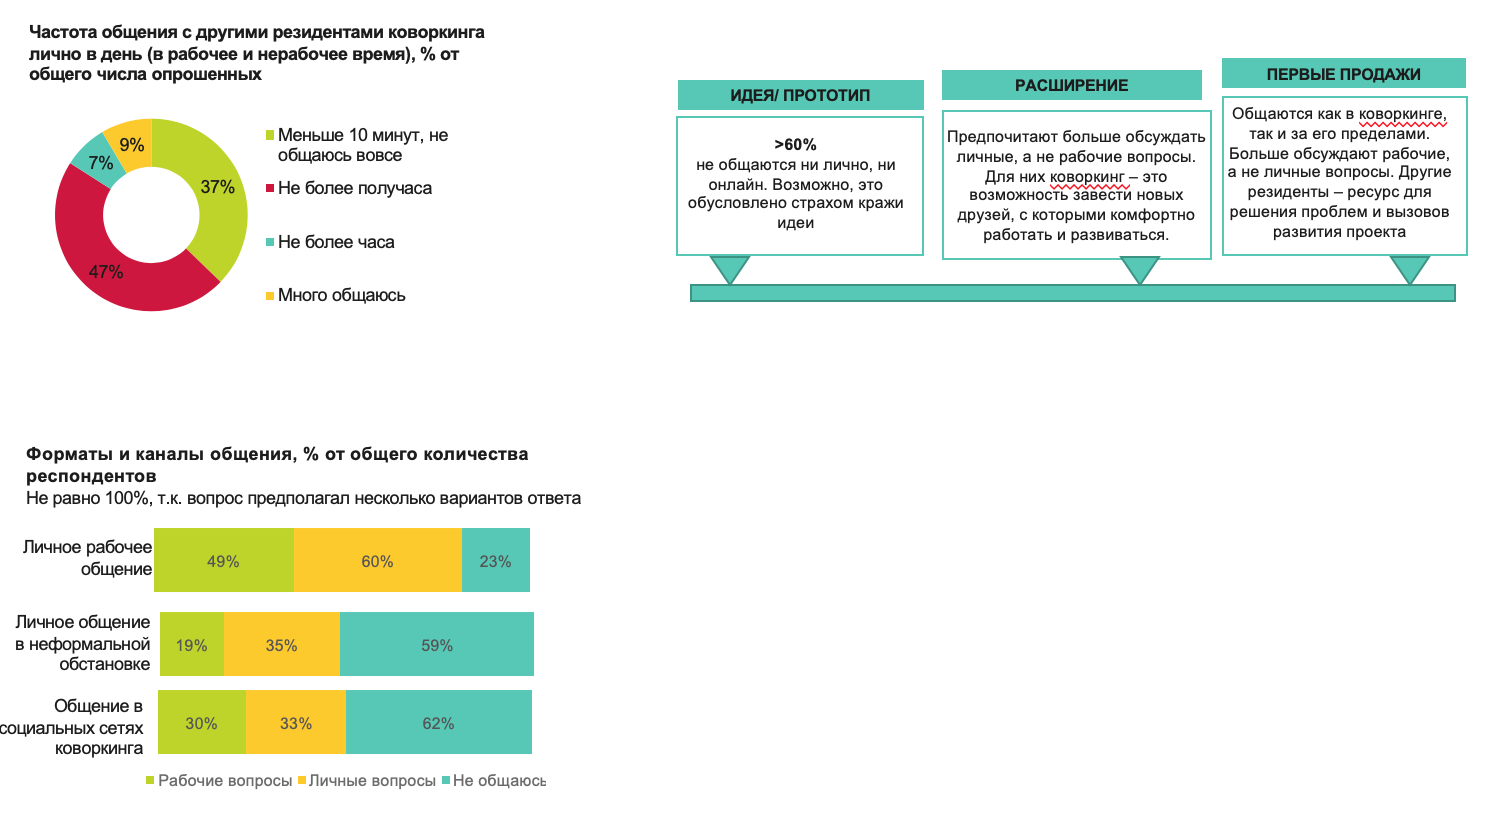 Частота общения с другими резидентами коворкинга
лично в день (в рабочее и нерабочее время), % от
общего числа опрошенных
9%
7%
37%
47%
Меньше 10 минут, не
общаюсь вовсе
Не более получаса
Не более часа
Много общаюсь
ИДЕЯ/ ПРОТОТИП
>60%
не общаются ни лично, ни
онлайн. Возможно, это
обусловлено страхом кражи
идеи
РАСШИРЕНИЕ
Предпочитают больше обсуждать
личные, а не рабочие вопросы.
Для них коворкинг – это
возможность завести новых
друзей, с которыми комфортно
работать и развиваться.
ПЕРВЫЕ ПРОДАЖИ
Общаются как в коворкинге,
так и за его пределами.
Больше обсуждают рабочие,
а не личные вопросы. Другие
резиденты – ресурс для
решения проблем и вызовов
развития проекта
Форматы и каналы общения, % от общего количества
респондентов
Не равно 100%, т.к. вопрос предполагал несколько вариантов ответа
Личное рабочее
общение
49% 60% 23%
Личное общение
в неформальной
обстановке
19% 35% 59%
Общение в
социальных сетях
коворкинга
30% 33% 62%
Рабочие вопросы Личные вопросы Не общаюсь